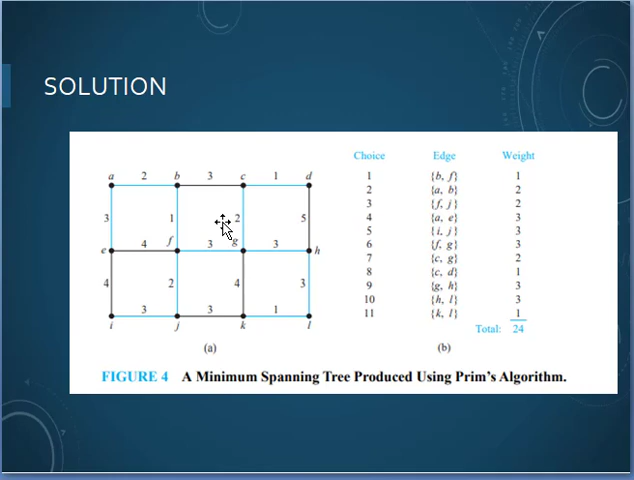 SOLUTION
a 2 b 3 c 1 d
3 1 2 5
e 4 f 3 g 3 h
4 2 4 3
3 3 1
i j k l
(a)
Choice Edge Weight
1 {b, f} 1
2 {a, b} 2
3 {f, j} 2
4 {a, e} 3
5 {i, j} 3
6 {f, g} 3
7 {c, g} 2
8 {c, d} 1
9 {g, h} 3
10 {h, l} 3
11 {k, l} 1
Total: 24
(b)
FIGURE 4 A Minimum Spanning Tree Produced Using Prim's Algorithm.